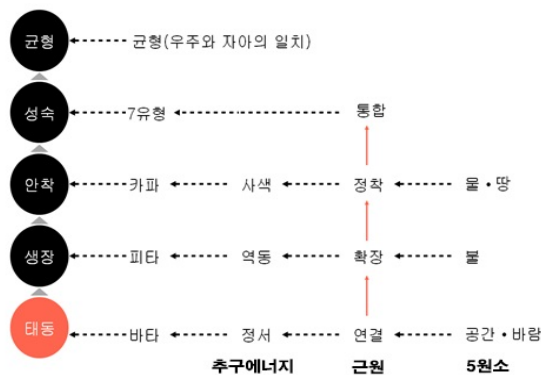 균형 균형(우주와 자아의 일치)
성숙 7유형 통합
안착 카파 사색 정착 물・땅
생장 피타 역동 확장 불
태동 바타 정서 연결 공간・바람
추구에너지 근원 5원소